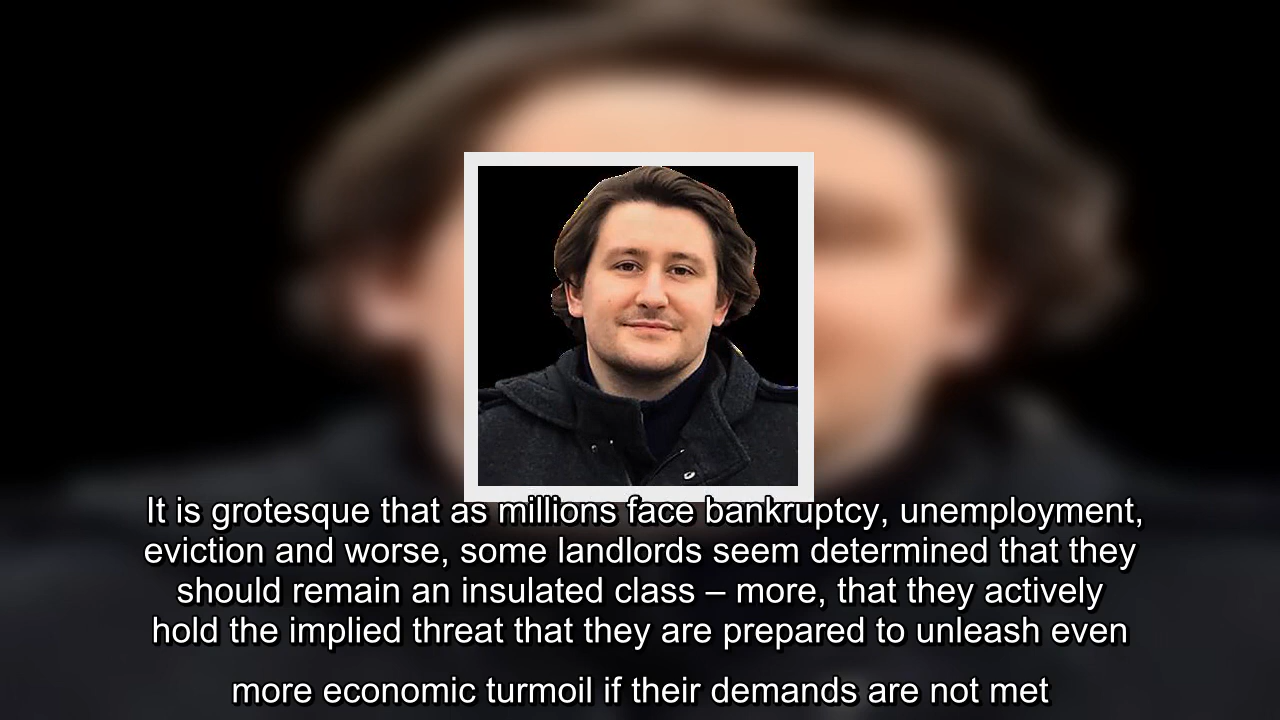 It is grotesque that as millions face bankruptcy, unemployment,
eviction and worse, some landlords seem determined that they
should remain an insulated class – more, that they actively
hold the implied threat that they are prepared to unleash even
more economic turmoil if their demands are not met